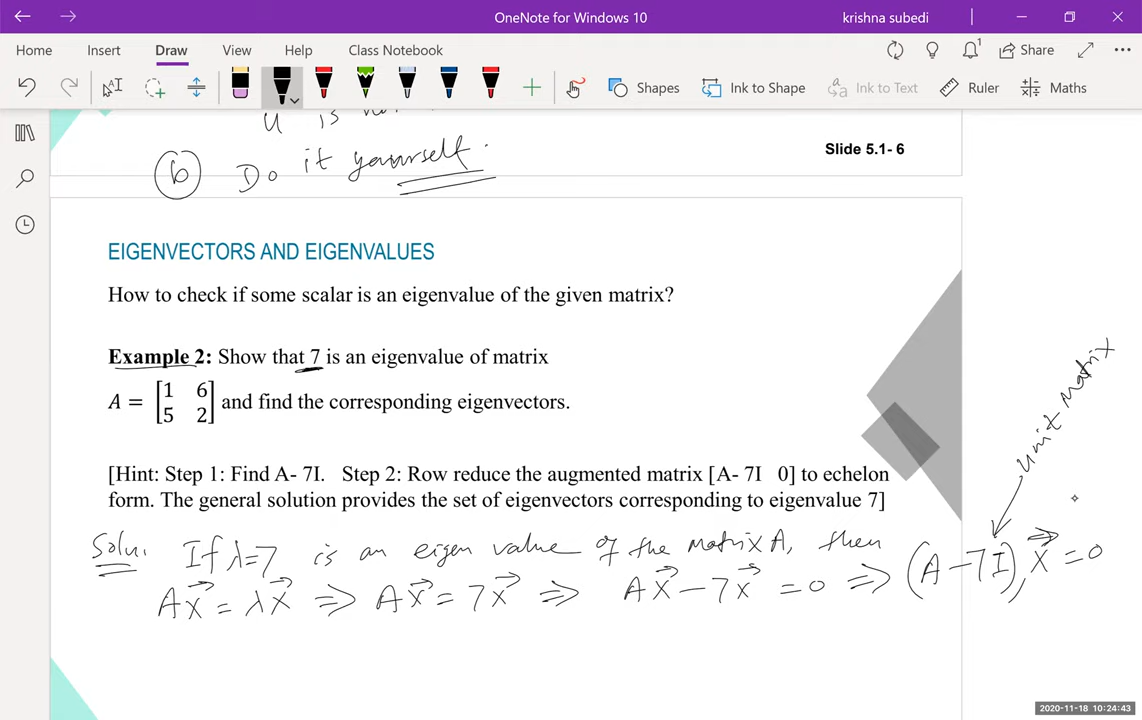 OneNote for Windows 10
krishna subedi
Home Insert Draw View Help Class Notebook
1 Share
Shapes Ink to Shape Ink to Text Ruler Maths
u is
6 Do it yourself.
Slide 5.1- 6
EIGENVECTORS AND EIGENVALUES
How to check if some scalar is an eigenvalue of the given matrix?
Example 2: Show that 7 is an eigenvalue of matrix
A = [1 6
5 2] and find the corresponding eigenvectors.
unit matrix
[Hint: Step 1: Find A- 7I. Step 2: Row reduce the augmented matrix [A- 7I 0] to echelon
form. The general solution provides the set of eigenvectors corresponding to eigenvalue 7]
Soln. If λ=7 is an eigen value of the matrix A, then
Ax⃗ = λx⃗ ⇒ Ax⃗ = 7x⃗ ⇒ Ax⃗ − 7x⃗ = 0 ⇒ (A − 7I) x⃗ = 0
2020-11-18 10:24:43